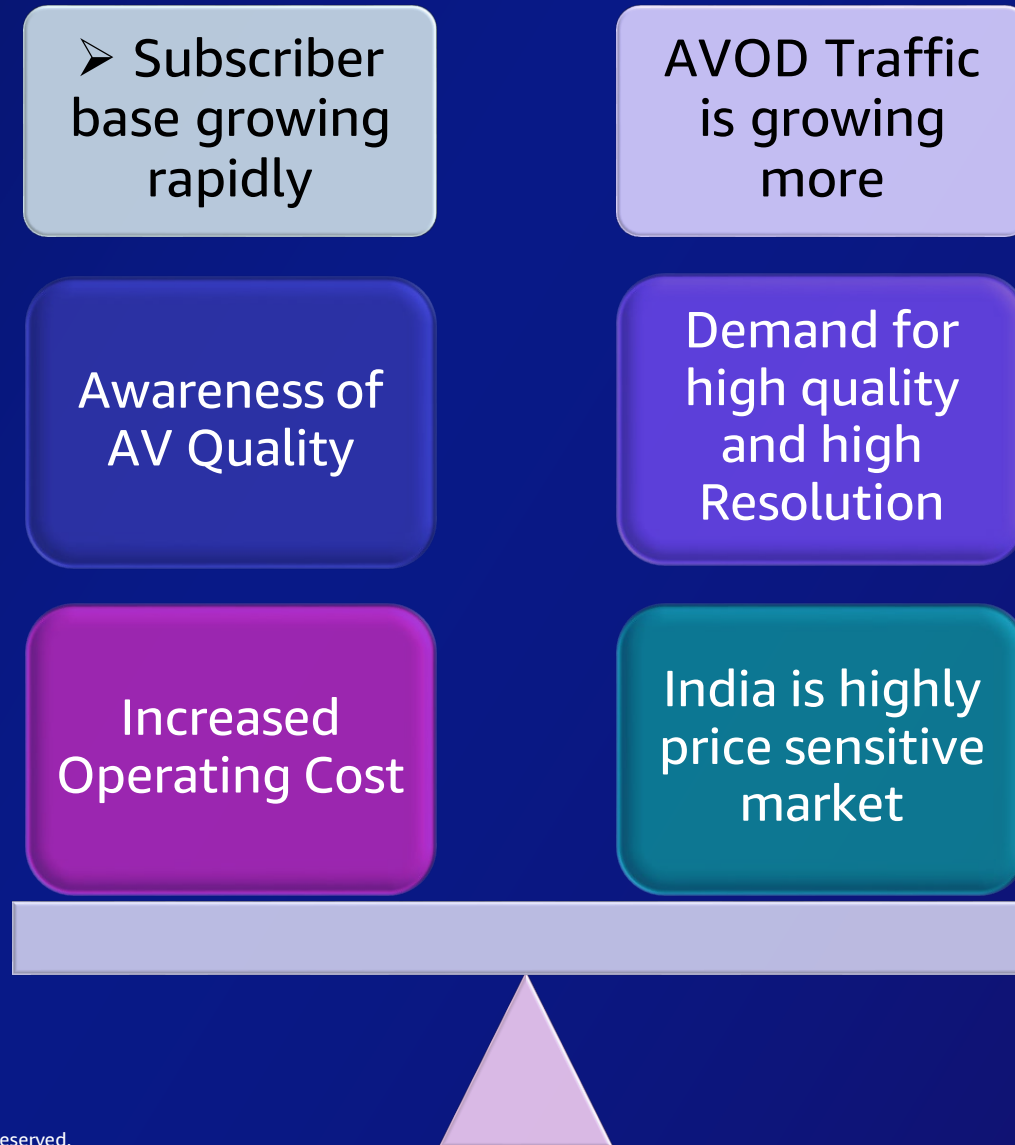 ➢ Subscriber
base growing
rapidly
AVOD Traffic
is growing
more
Awareness of
AV Quality
Demand for
high quality
and high
Resolution
Increased
Operating Cost
India is highly
price sensitive
market